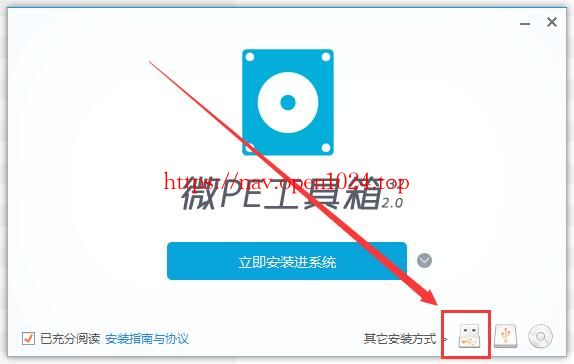 https://nav.open1024.top
微PE工具箱 2.0
立即安装进系统
已充分阅读 安装指南与协议
其它安装方式